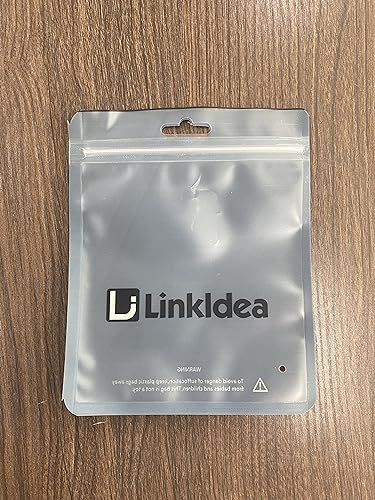 Li LinkIdea
WARNING
To avoid danger of suffocation,keep plastic bags away
from babies and children.This bag is not a toy.